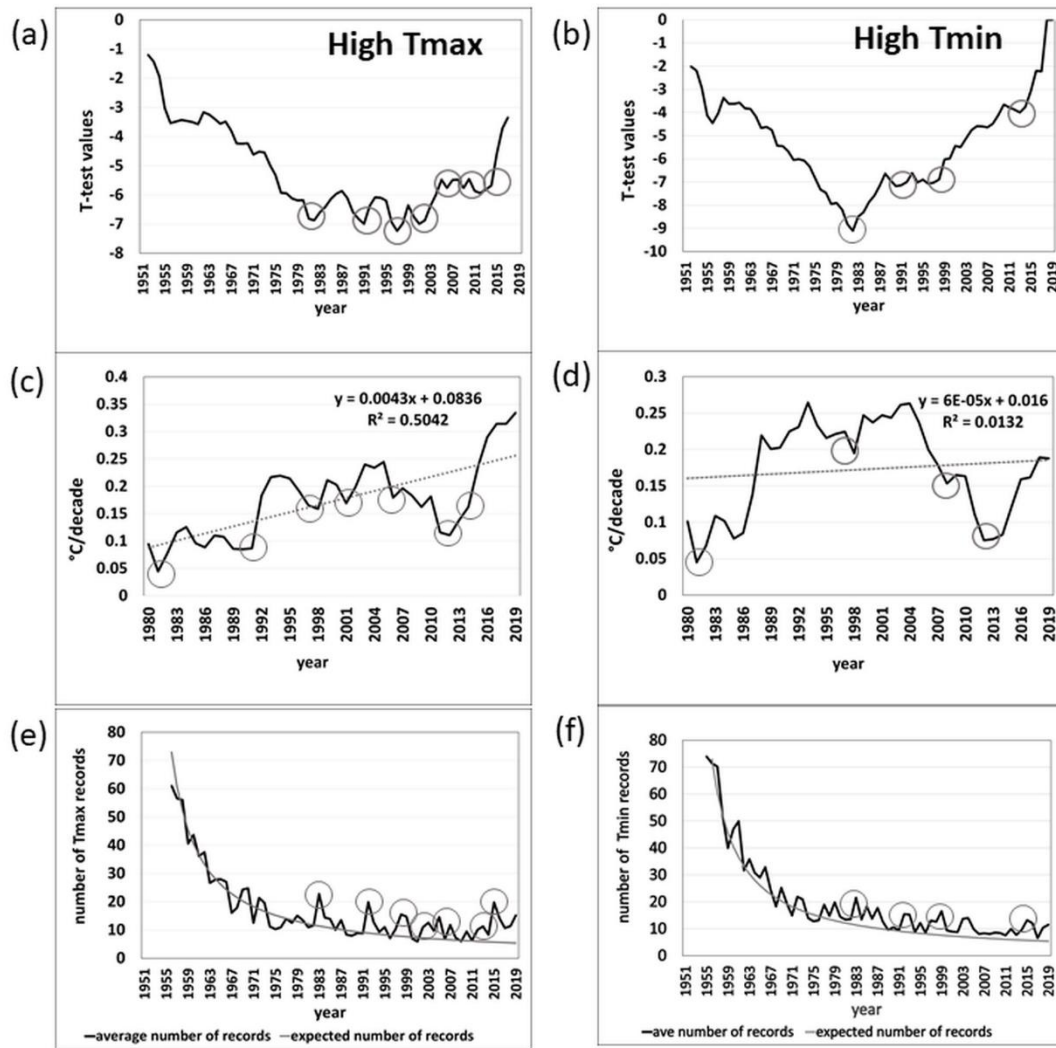 (a)
High Tmax
T-test values
0
-1
-2
-3
-4
-5
-6
-7
-8
1951 1955 1959 1963 1967 1971 1975 1979 1983 1987 1991 1995 1999 2003 2007 2011 2015 2019
year
(b)
High Tmin
T-test values
0
-1
-2
-3
-4
-5
-6
-7
-8
-9
-10
1951 1955 1959 1963 1967 1971 1975 1979 1983 1987 1991 1995 1999 2003 2007 2011 2015 2019
year
(c)
°C/decade
0.4
0.35
0.3
0.25
0.2
0.15
0.1
0.05
0
y = 0.0043x + 0.0836
R² = 0.5042
1980 1983 1986 1989 1992 1995 1998 2001 2004 2007 2010 2013 2016 2019
year
(d)
°C/decade
0.3
0.25
0.2
0.15
0.1
0.05
0
y = 6E-05x + 0.016
R² = 0.0132
1980 1983 1986 1989 1992 1995 1998 2001 2004 2007 2010 2013 2016 2019
year
(e)
number of Tmax records
80
70
60
50
40
30
20
10
0
1951 1955 1959 1963 1967 1971 1975 1979 1983 1987 1991 1995 1999 2003 2007 2011 2015 2019
year
average number of records expected number of records
(f)
number of Tmin records
80
70
60
50
40
30
20
10
0
1951 1955 1959 1963 1967 1971 1975 1979 1983 1987 1991 1995 1999 2003 2007 2011 2015 2019
year
ave number of records expected number of records